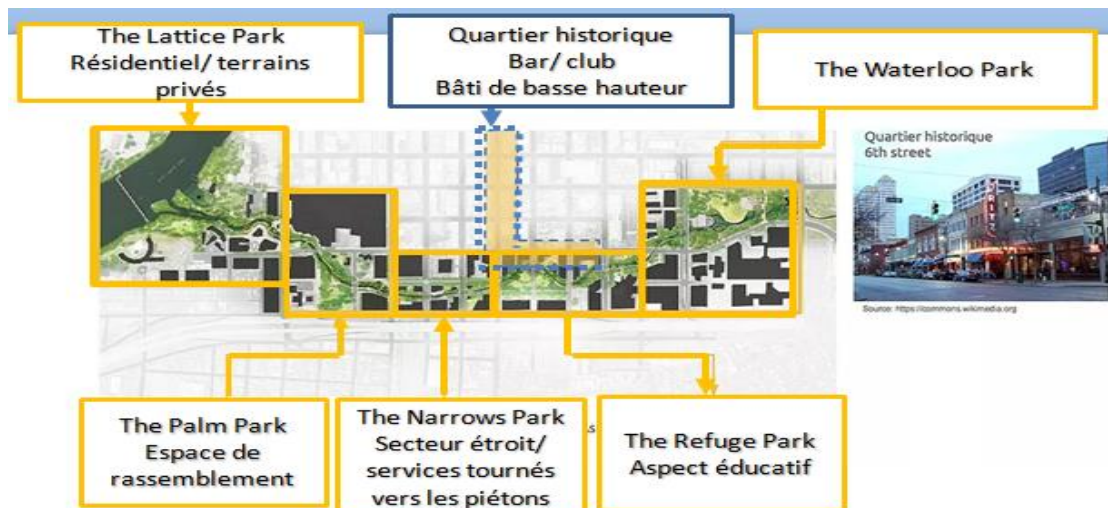 The Lattice Park
Résidentiel/ terrains
privés
Quartier historique
Bar/ club
Bâti de basse hauteur
The Waterloo Park
Quartier historique
6th street
RITZ
Source: https://commons.wikimedia.org
The Palm Park
Espace de
rassemblement
The Narrows Park
Secteur étroit/
services tournés
vers les piétons
The Refuge Park
Aspect éducatif